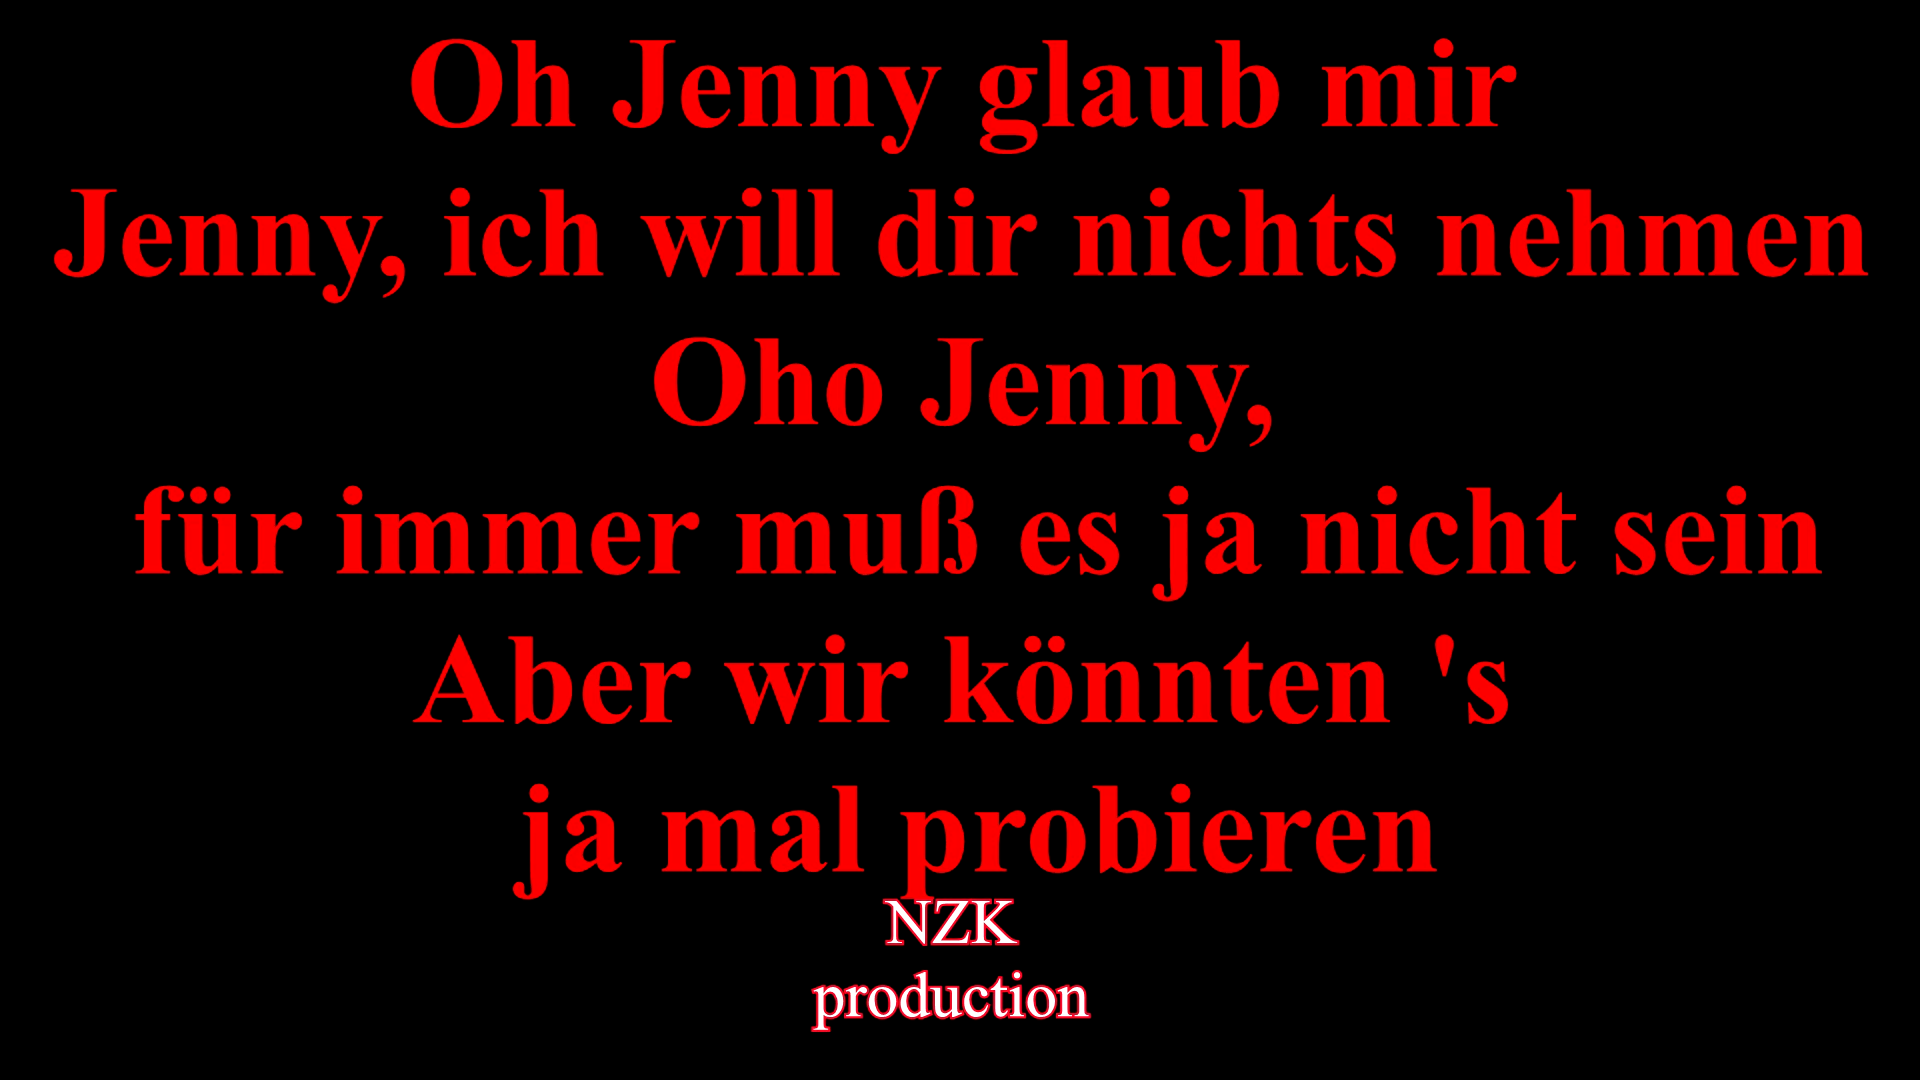 Oh Jenny glaub mir
Jenny, ich will dir nichts nehmen
Oho Jenny,
für immer muß es ja nicht sein
Aber wir könnten 's
ja mal probieren
NZK
production